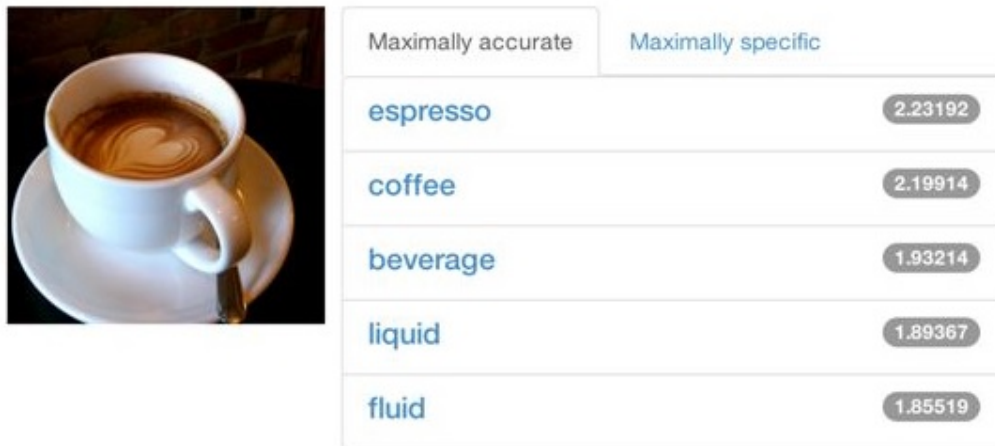 Maximally accurate Maximally specific
espresso 2.23192
coffee 2.19914
beverage 1.93214
liquid 1.89367
fluid 1.85519